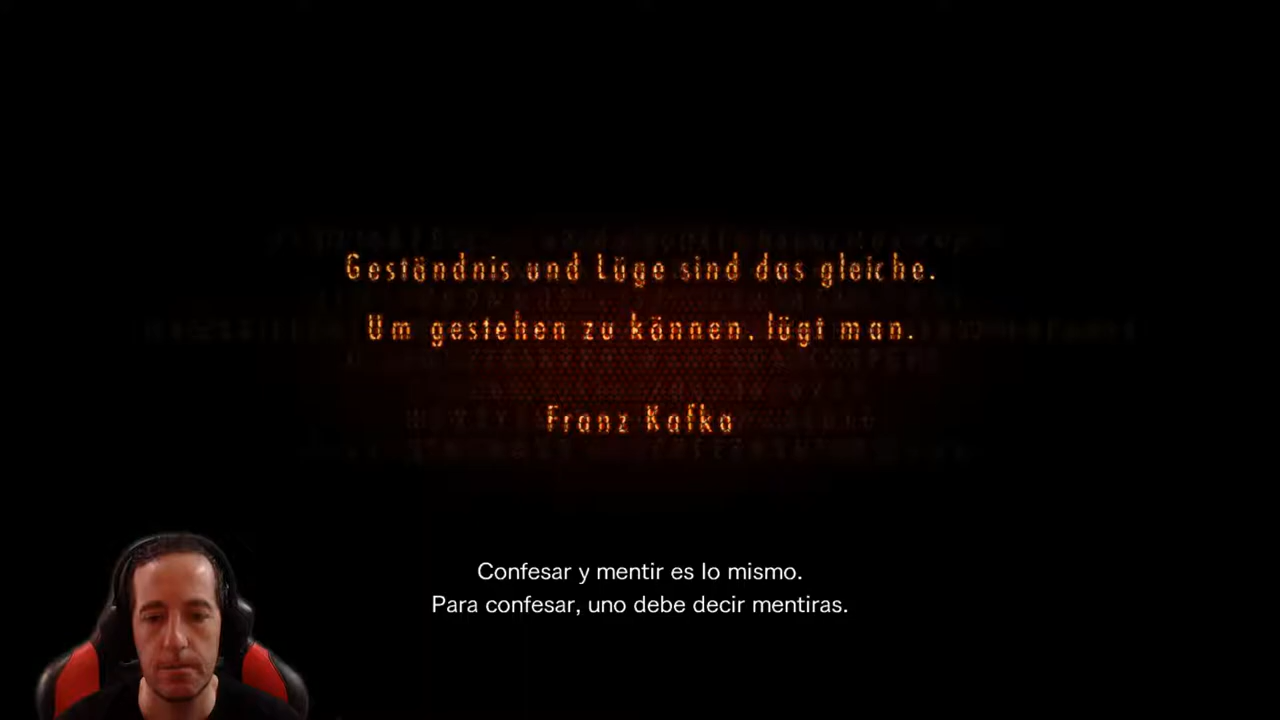 Geständnis und Lüge sind das gleiche.
Um gestehen zu können, lügt man.
Franz Kafka
Confesar y mentir es lo mismo.
Para confesar, uno debe decir mentiras.